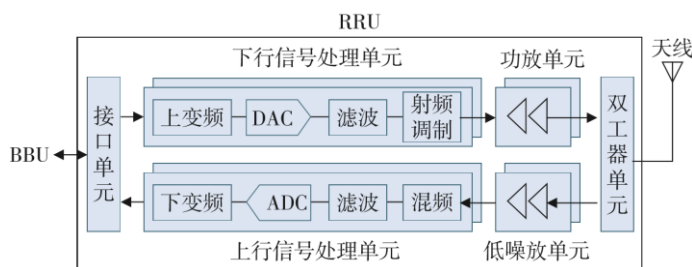 RRU
天线
下行信号处理单元
功放单元
接口单元
上变频
DAC
滤波
射频
调制
双工器单元
BBU
下变频
ADC
滤波
混频
上行信号处理单元
低噪放单元